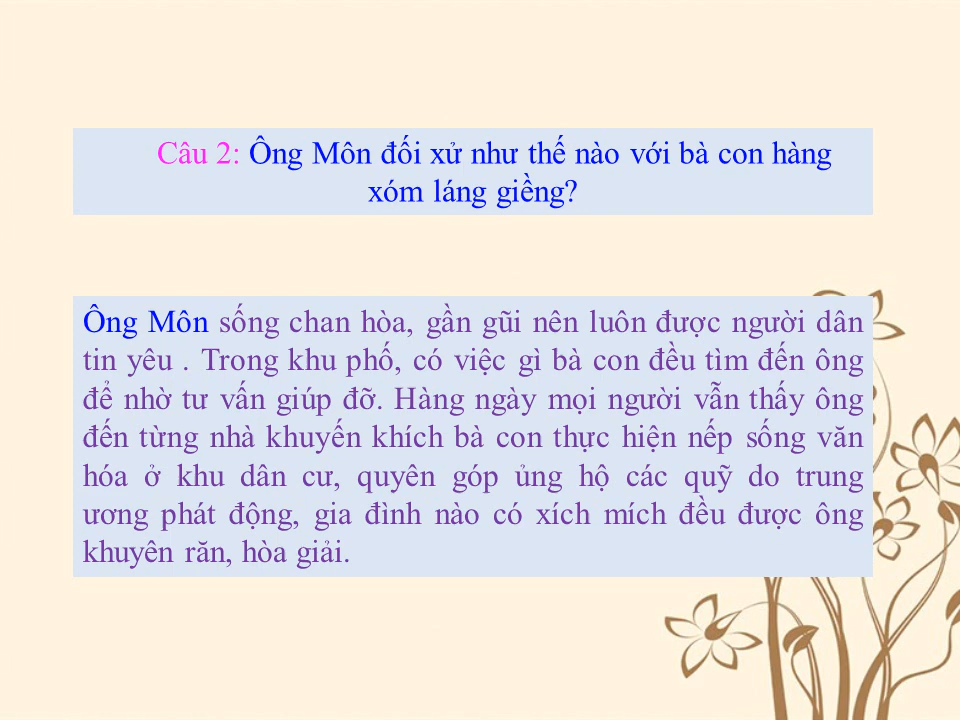 Câu 2: Ông Môn đối xử như thế nào với bà con hàng
xóm láng giềng?
Ông Môn sống chan hòa, gần gũi nên luôn được người dân
tin yêu . Trong khu phố, có việc gì bà con đều tìm đến ông
để nhờ tư vấn giúp đỡ. Hàng ngày mọi người vẫn thấy ông
đến từng nhà khuyến khích bà con thực hiện nếp sống văn
hóa ở khu dân cư, quyên góp ủng hộ các quỹ do trung
ương phát động, gia đình nào có xích mích đều được ông
khuyên răn, hòa giải.